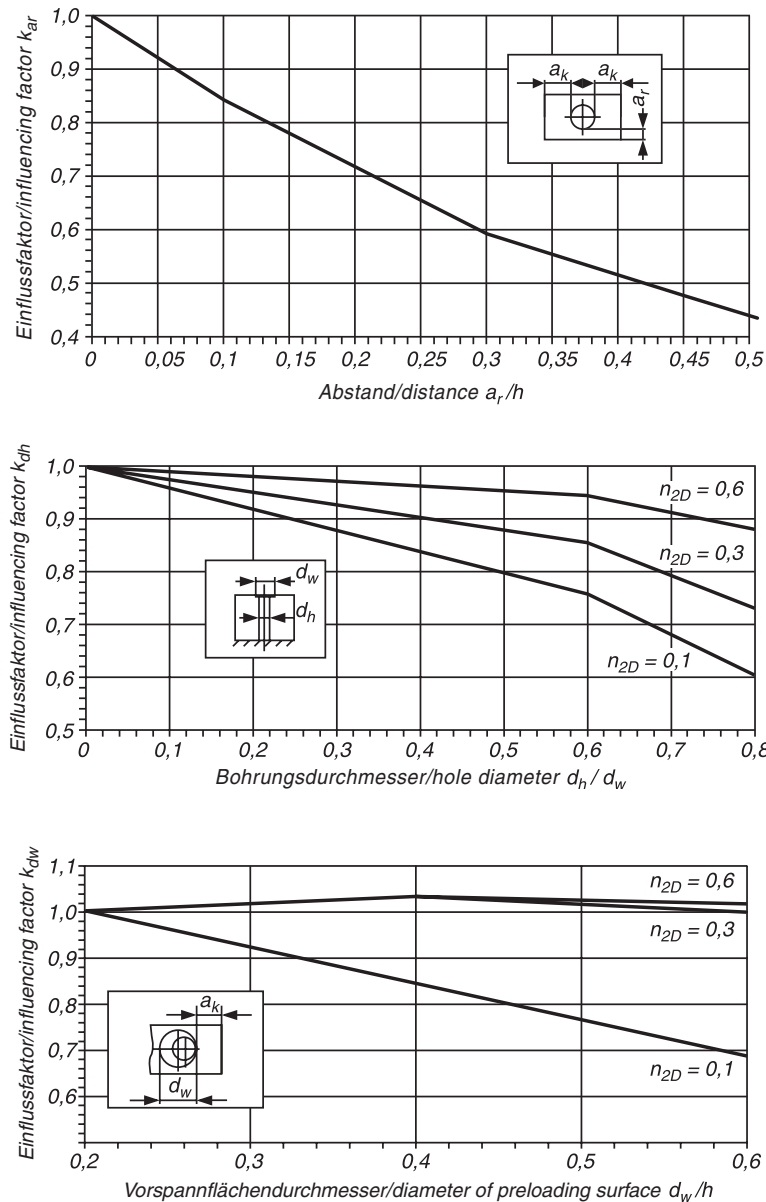 Einflussfaktor/influencing factor k_ar
1,0
0,9
0,8
0,7
0,6
0,5
0,4
a_k a_k
a_r
0 0,05 0,1 0,15 0,2 0,25 0,3 0,35 0,4 0,45 0,5
Abstand/distance a_r/h
Einflussfaktor/influencing factor k_dh
1,0
0,9
0,8
0,7
0,6
0,5
n_2D = 0,6
n_2D = 0,3
n_2D = 0,1
d_w
d_h
0 0,1 0,2 0,3 0,4 0,5 0,6 0,7 0,8
Bohrungsdurchmesser/hole diameter d_h / d_w
Einflussfaktor/influencing factor k_dw
1,1
1,0
0,9
0,8
0,7
0,6
n_2D = 0,6
n_2D = 0,3
n_2D = 0,1
a_k
d_w
0,2 0,3 0,4 0,5 0,6
Vorspannflächendurchmesser/diameter of preloading surface d_w/h